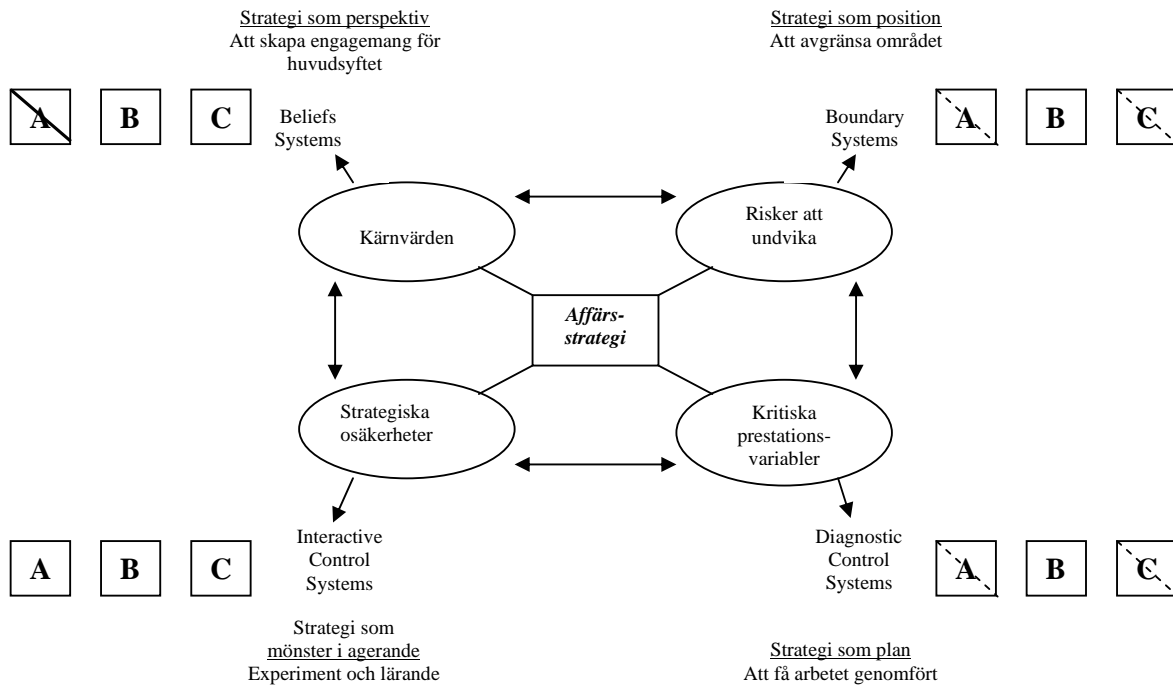 Strategi som perspektiv
Att skapa engagemang för
huvudsyftet
Strategi som position
Att avgränsa området
A B C
Beliefs
Systems
Boundary
Systems
A B C
Kärnvärden
Risker att
undvika
Affärs-
strategi
Strategiska
osäkerheter
Kritiska
prestations-
variabler
A B C
Interactive
Control
Systems
Diagnostic
Control
Systems
A B C
Strategi som
mönster i agerande
Experiment och lärande
Strategi som plan
Att få arbetet genomfört